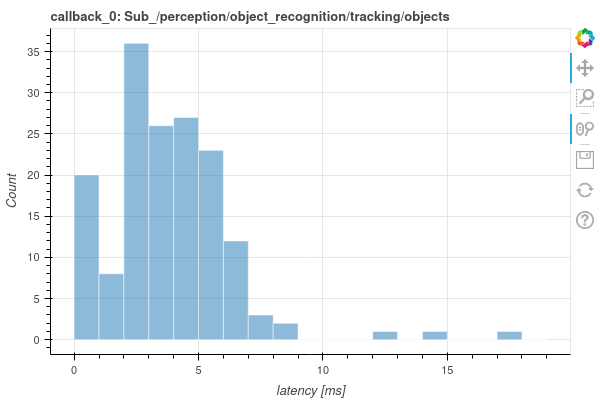 callback_0: Sub_/perception/object_recognition/tracking/objects
35
30
25
20
15
10
5
0
Count
0 5 10 15
latency [ms]